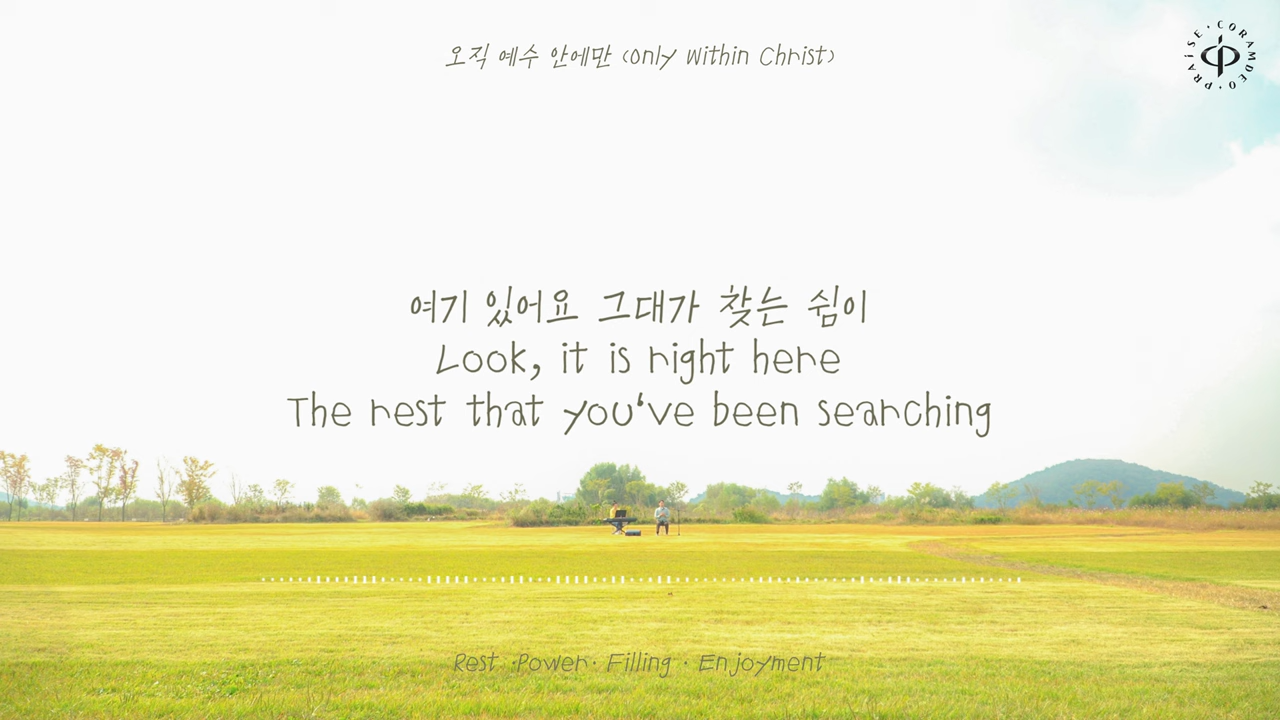 오직 예수 안에만 (only within Christ)
PRAISE · CORAMDEO ·
여기 있어요 그대가 찾는 쉼이
Look, it is right here
The rest that you've been searching
Rest · Power · Filling · Enjoyment